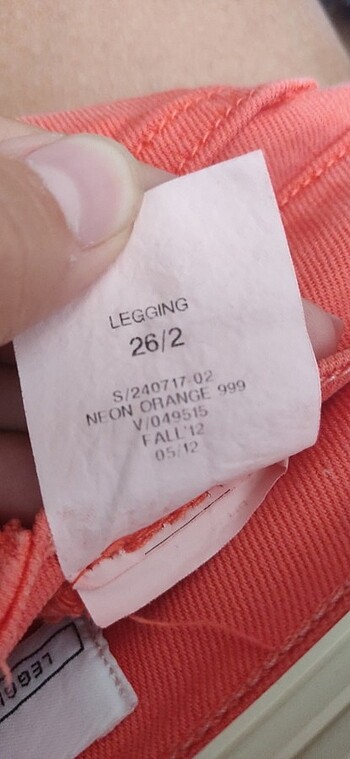 LEGGING
26/2
S/240717-02
NEON ORANGE 999
V/049515
FALL'12
05/12